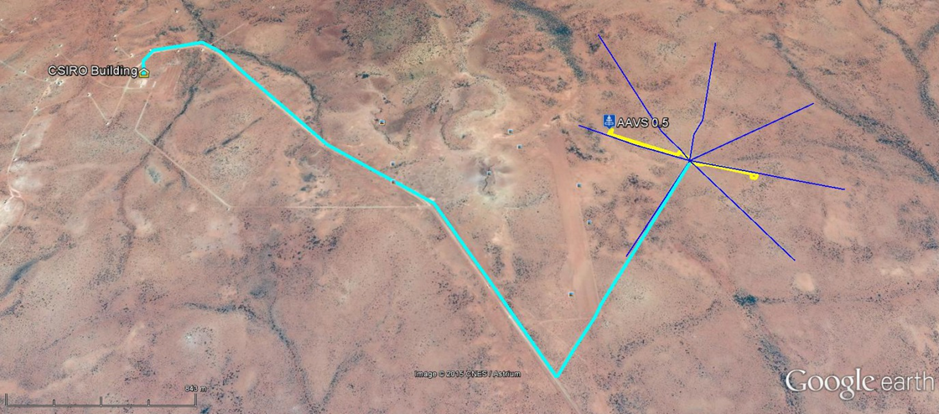 CSIRO Building
AAVS 0.5
Image © 2015 CNES / Astrium
Google earth